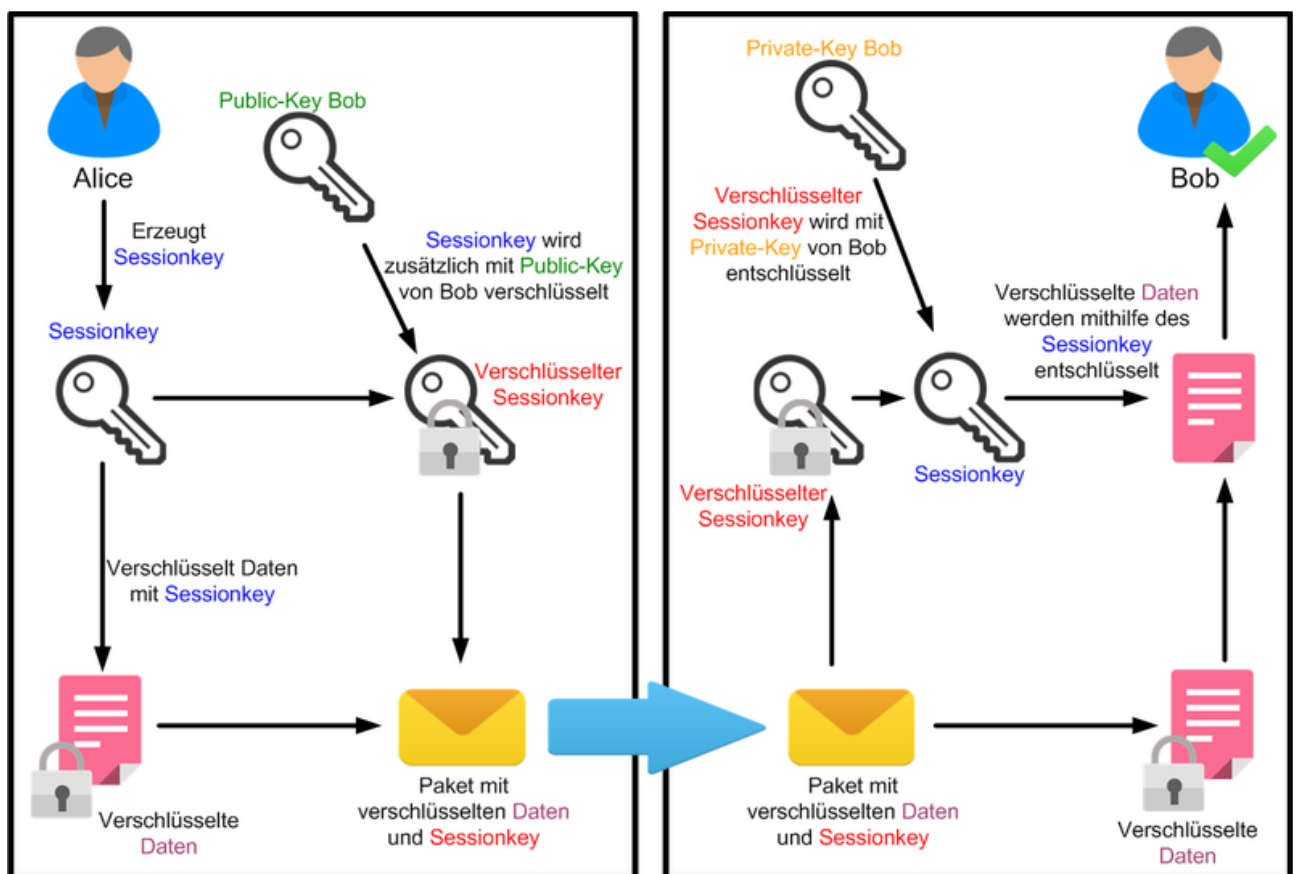 Alice
Public-Key Bob
Erzeugt
Sessionkey
Sessionkey wird
zusätzlich mit Public-Key
von Bob verschlüsselt
Sessionkey
Verschlüsselter
Sessionkey
Verschlüsselt Daten
mit Sessionkey
Verschlüsselte
Daten
Paket mit
verschlüsselten Daten
und Sessionkey
Private-Key Bob
Bob
Verschlüsselter
Sessionkey wird mit
Private-Key von Bob
entschlüsselt
Verschlüsselte Daten
werden mithilfe des
Sessionkey
entschlüsselt
Sessionkey
Verschlüsselter
Sessionkey
Paket mit
verschlüsselten Daten
und Sessionkey
Verschlüsselte
Daten